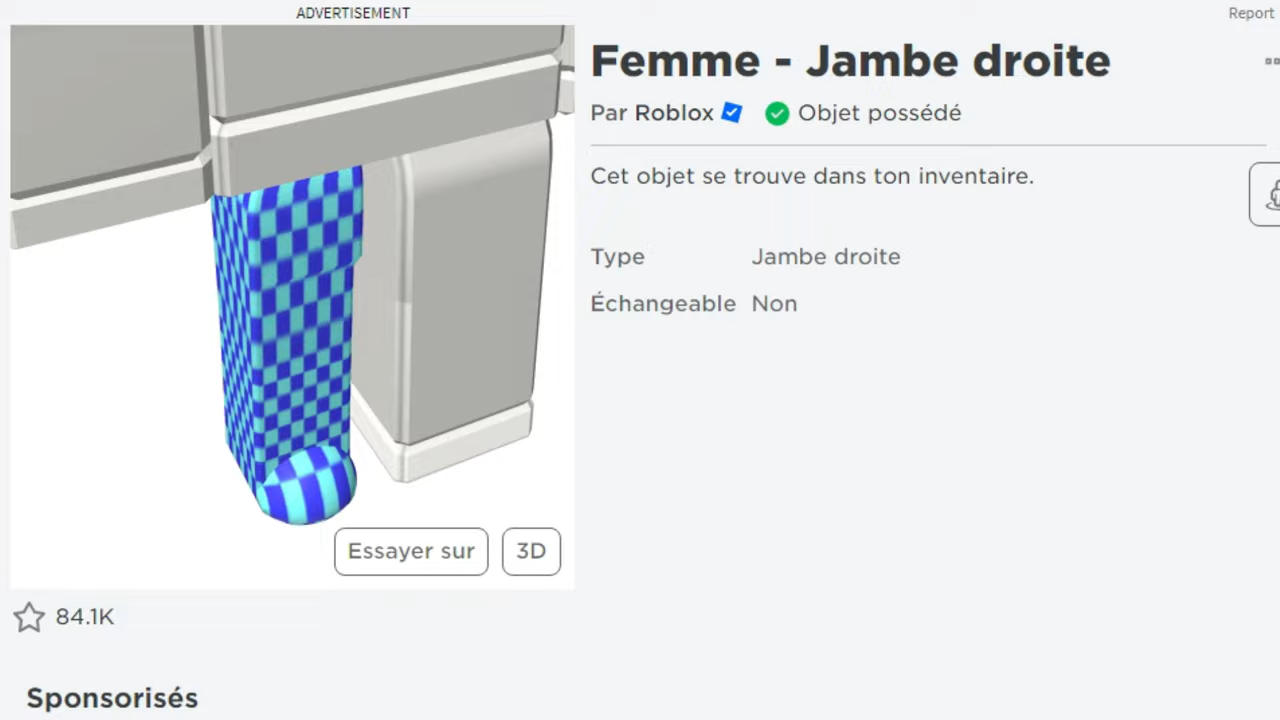 ADVERTISEMENT
Report
Femme - Jambe droite
Par Roblox Objet possédé
Cet objet se trouve dans ton inventaire.
Type Jambe droite
Échangeable Non
Essayer sur 3D
84.1K
Sponsorisés